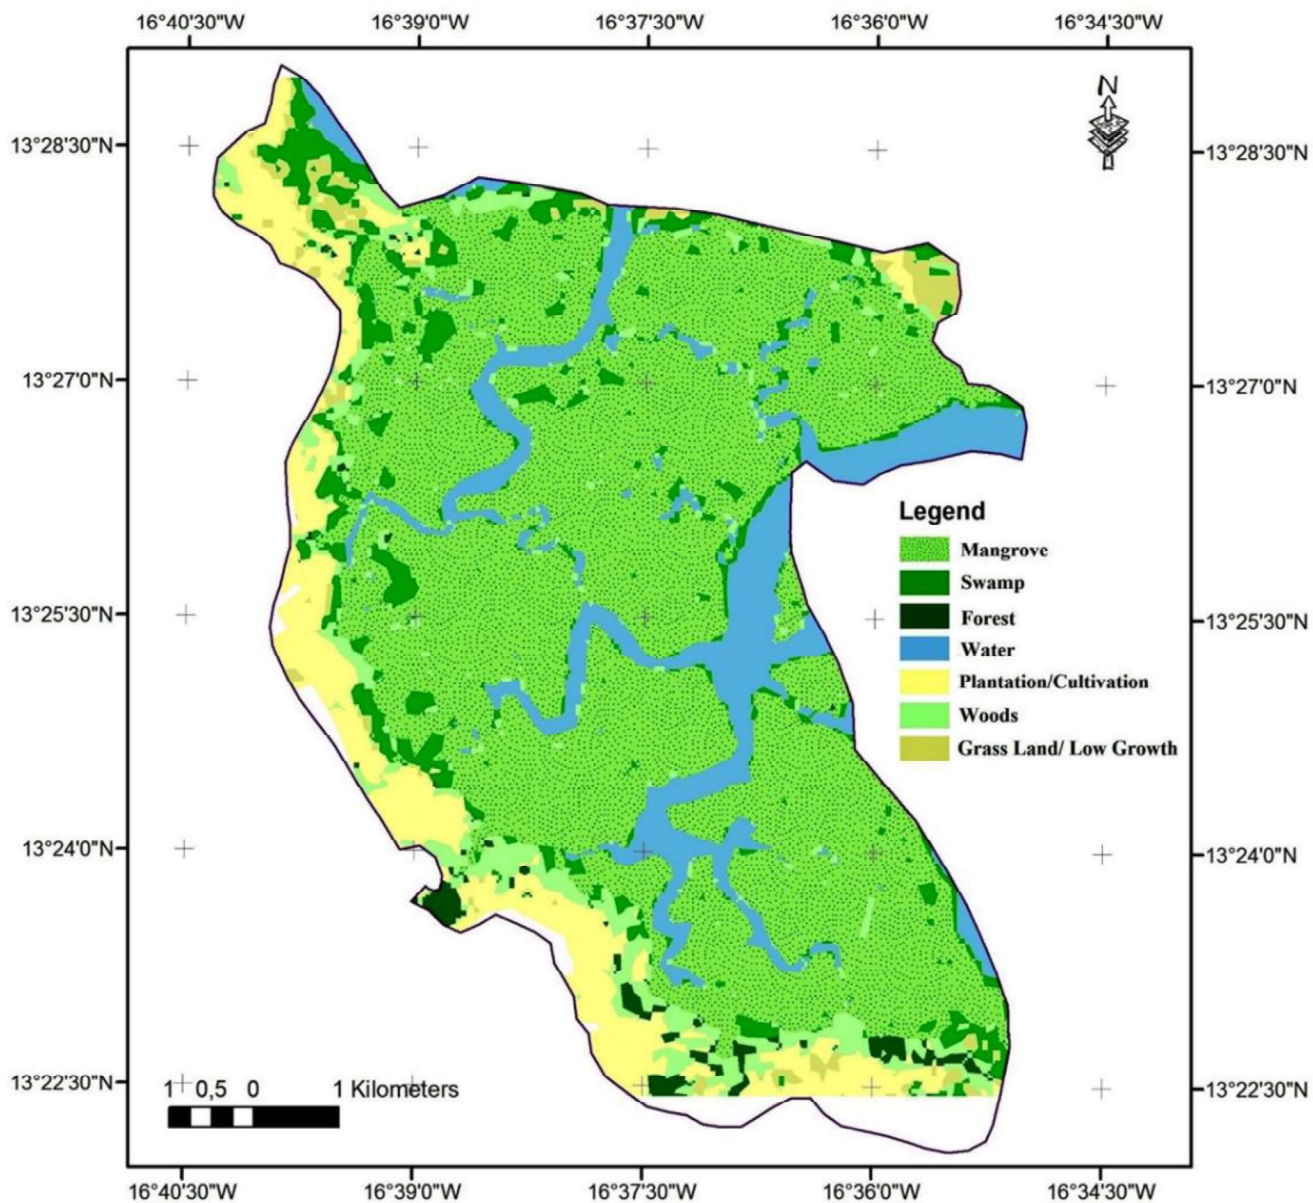 16°40'30"W 16°39'0"W 16°37'30"W 16°36'0"W 16°34'30"W
N
13°28'30"N 13°28'30"N
13°27'0"N 13°27'0"N
Legend
Mangrove
Swamp
Forest
13°25'30"N 13°25'30"N
Water
Plantation/Cultivation
Woods
Grass Land/ Low Growth
13°24'0"N 13°24'0"N
13°22'30"N 13°22'30"N
1 0,5 0 1 Kilometers
16°40'30"W 16°39'0"W 16°37'30"W 16°36'0"W 16°34'30"W